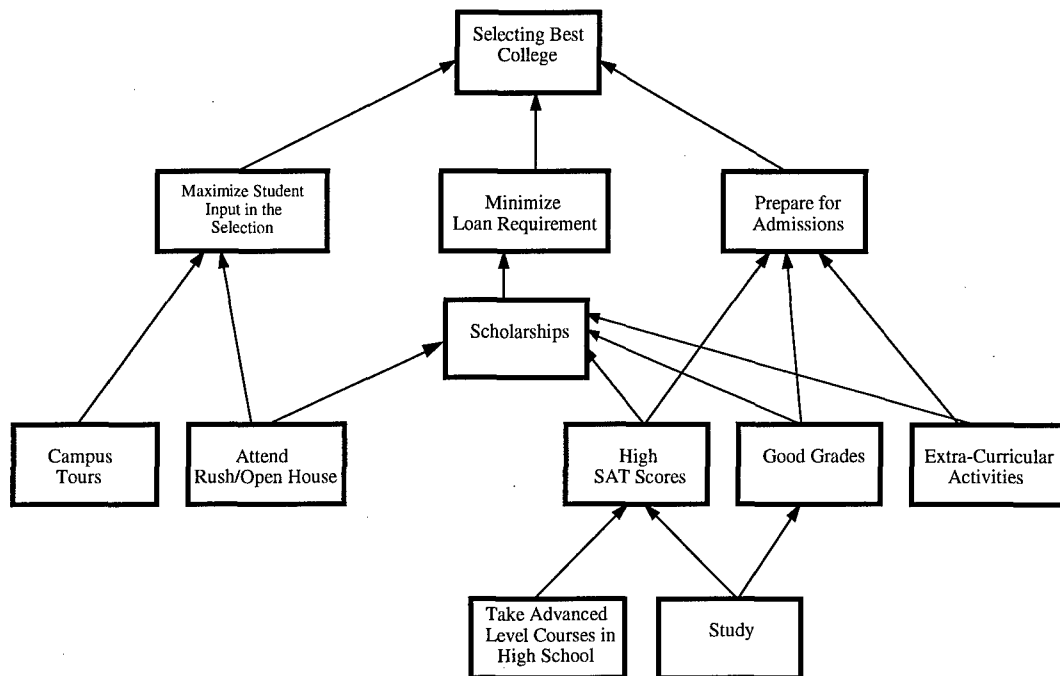 Selecting Best
College
Maximize Student
Input in the
Selection
Minimize
Loan Requirement
Prepare for
Admissions
Scholarships
Campus
Tours
Attend
Rush/Open House
High
SAT Scores
Good Grades
Extra-Curricular
Activities
Take Advanced
Level Courses in
High School
Study